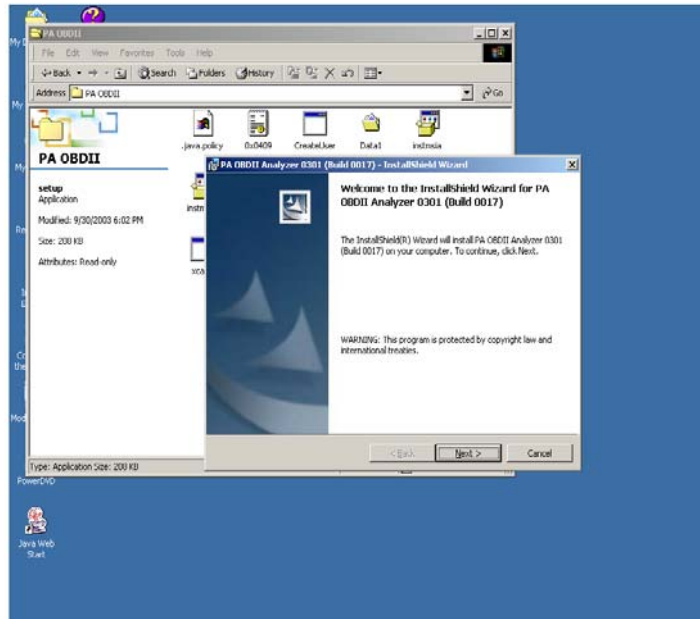 PA OBDII
File Edit View Favorites Tools Help
Back Search Folders History
Address PA OBDII Go
.java.policy 0x0409 CreateUser Data1 instmsia
PA OBDII
setup
Application
Modified: 9/30/2003 6:02 PM
Size: 200 KB
Attributes: Read-only
PA OBDII Analyzer 0301 (Build 0017) - InstallShield Wizard
Welcome to the InstallShield Wizard for PA
OBDII Analyzer 0301 (Build 0017)
The InstallShield(R) Wizard will install PA OBDII Analyzer 0301
(Build 0017) on your computer. To continue, click Next.
WARNING: This program is protected by copyright law and
international treaties.
< Back Next > Cancel
Type: Application Size: 200 KB
PowerDVD
Java Web
Start